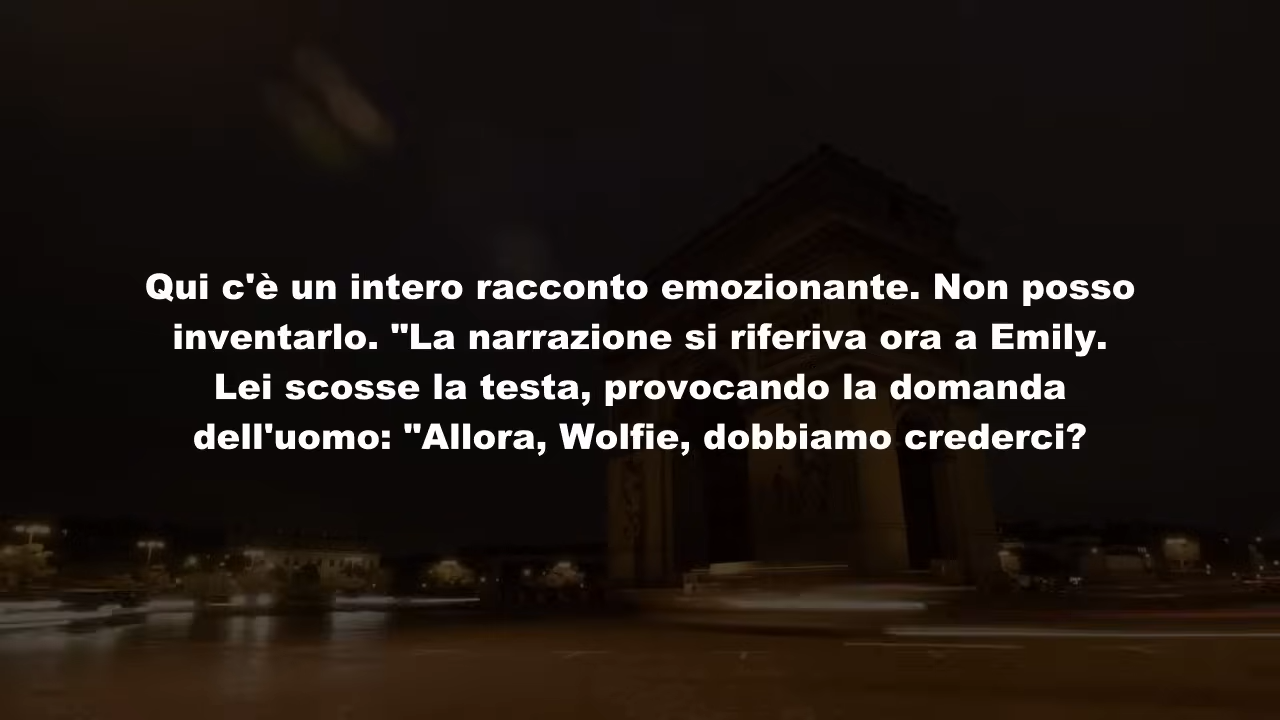 Qui c'è un intero racconto emozionante. Non posso
inventarlo. "La narrazione si riferiva ora a Emily.
Lei scosse la testa, provocando la domanda
dell'uomo: "Allora, Wolfie, dobbiamo crederci?